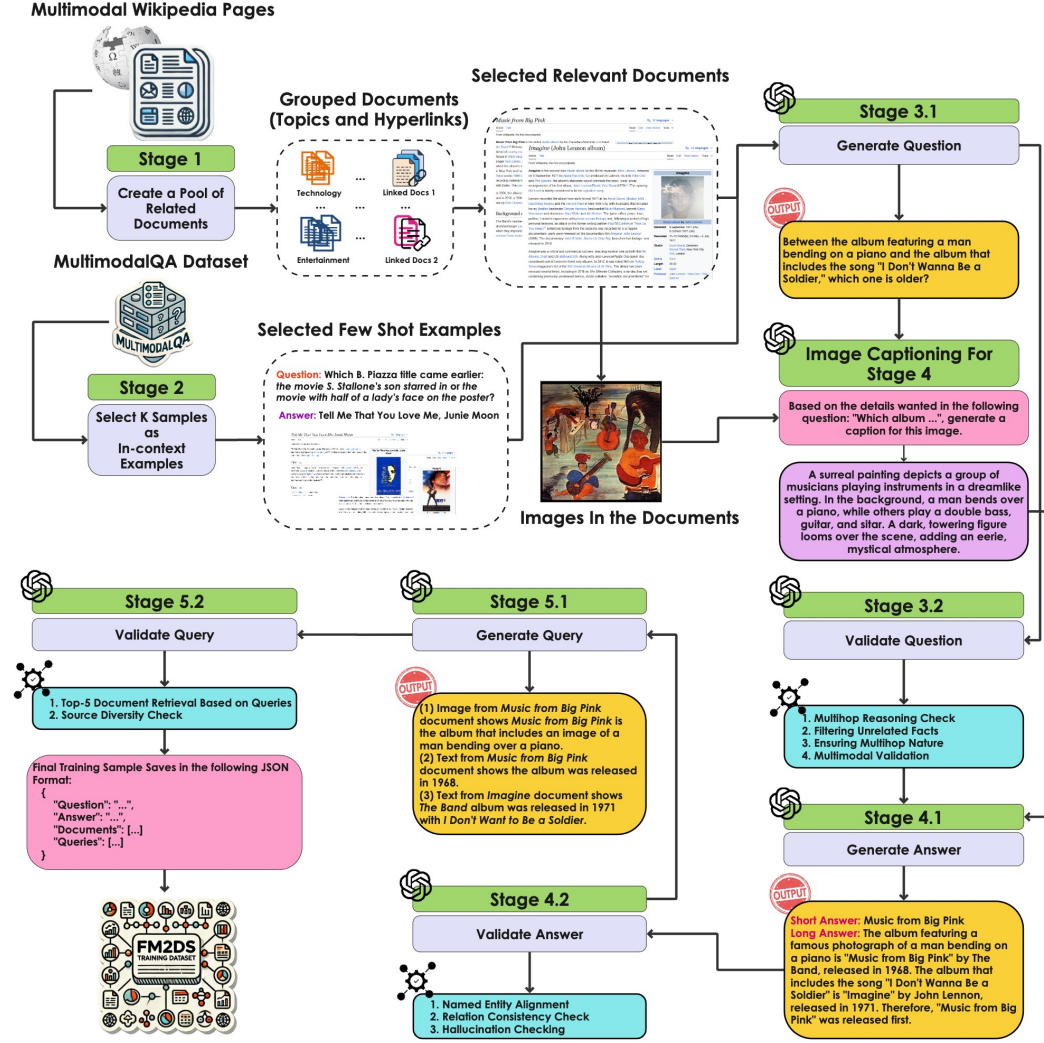 Multimodal Wikipedia Pages
Stage 1
Create a Pool of
Related
Documents
Grouped Documents
(Topics and Hyperlinks)
Technology
...
Linked Docs 1
...
...
Entertainment
...
Linked Docs 2
Selected Relevant Documents
Music from Big Pink
Imagine (John Lennon album)
MultimodalQA Dataset
MULTIMODALQA
Stage 2
Select K Samples
as
In-context
Examples
Selected Few Shot Examples
Question: Which B. Piazza title came earlier:
the movie S. Stallone's son starred in or the
movie with half of a lady's face on the poster?
Answer: Tell Me That You Love Me, Junie Moon
Images In the Documents
Stage 3.1
Generate Question
OUTPUT
Between the album featuring a man
bending on a piano and the album that
includes the song "I Don't Wanna Be a
Soldier," which one is older?
Image Captioning For
Stage 4
Based on the details wanted in the following
question: "Which album ...", generate a
caption for this image.
A surreal painting depicts a group of
musicians playing instruments in a dreamlike
setting. In the background, a man bends over
a piano, while others play a double bass,
guitar, and sitar. A dark, towering figure
looms over the scene, adding an eerie,
mystical atmosphere.
Stage 3.2
Validate Question
1. Multihop Reasoning Check
2. Filtering Unrelated Facts
3. Ensuring Multihop Nature
4. Multimodal Validation
Stage 4.1
Generate Answer
OUTPUT
Short Answer: Music from Big Pink
Long Answer: The album featuring a
famous photograph of a man bending on
a piano is "Music from Big Pink" by The
Band, released in 1968. The album that
includes the song "I Don't Wanna Be a
Soldier" is "Imagine" by John Lennon,
released in 1971. Therefore, "Music from Big
Pink" was released first.
Stage 4.2
Validate Answer
1. Named Entity Alignment
2. Relation Consistency Check
3. Hallucination Checking
Stage 5.1
Generate Query
OUTPUT
(1) Image from Music from Big Pink
document shows Music from Big Pink is
the album that includes an image of a
man bending over a piano.
(2) Text from Music from Big Pink
document shows the album was released
in 1968.
(3) Text from Imagine document shows
The Band album was released in 1971
with I Don't Want to Be a Soldier.
Stage 5.2
Validate Query
1. Top-5 Document Retrieval Based on Queries
2. Source Diversity Check
Final Training Sample Saves in the following JSON
Format:
{
"Question": "...",
"Answer": "...",
"Documents": [...]
"Queries": [...]
}
FM2DS
TRAINING DATASET